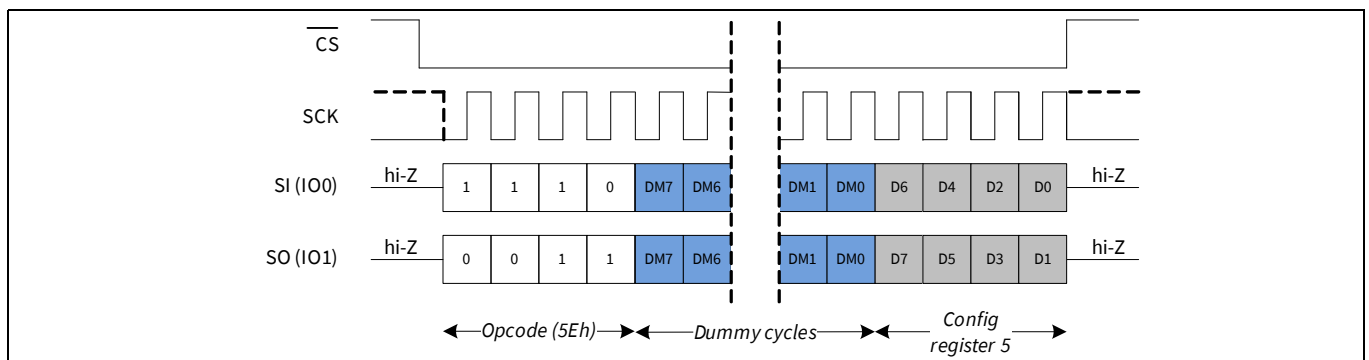 CS
SCK
SI (IO0) hi-Z 1 1 1 0 DM7 DM6 DM1 DM0 D6 D4 D2 D0 hi-Z
SO (IO1) hi-Z 0 0 1 1 DM7 DM6 DM1 DM0 D7 D5 D3 D1 hi-Z
Opcode (5Eh) Dummy cycles Config
register 5